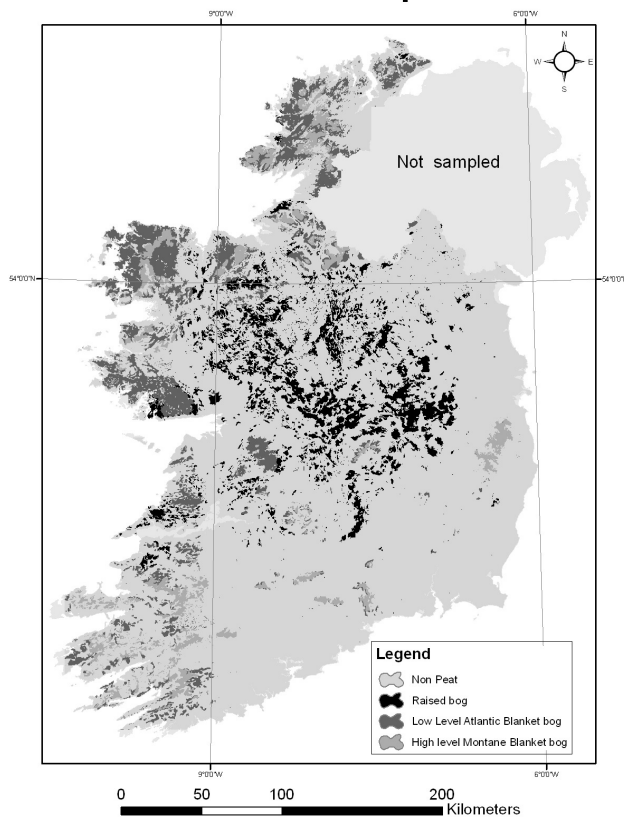 9°0'0"W 6°0'0"W
N
W E
S
Not sampled
54°0'0"N 54°0'0"N
Legend
Non Peat
Raised bog
Low Level Atlantic Blanket bog
High level Montane Blanket bog
9°0'0"W 6°0'0"W
0 50 100 200
Kilometers